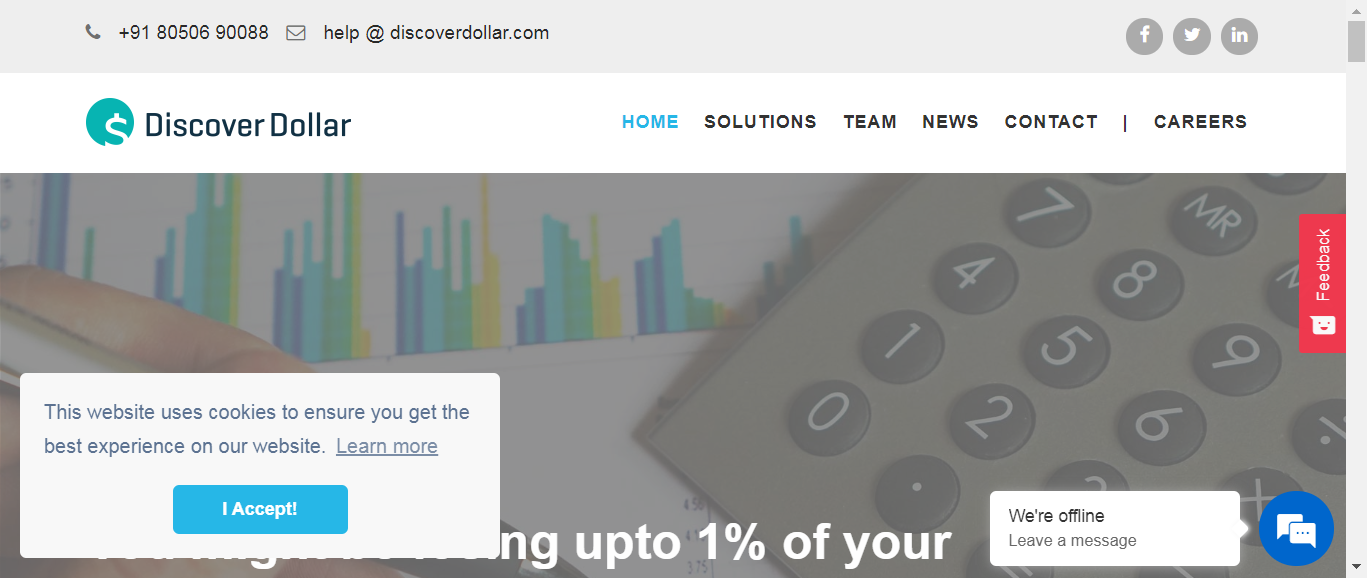 +91 80506 90088 help @ discoverdollar.com
Discover Dollar
HOME SOLUTIONS TEAM NEWS CONTACT | CAREERS
Feedback
7 MR
4 8
1 5 9
0 2 6
This website uses cookies to ensure you get the
best experience on our website. Learn more
I Accept!
upto 1% of your
We're offline
Leave a message